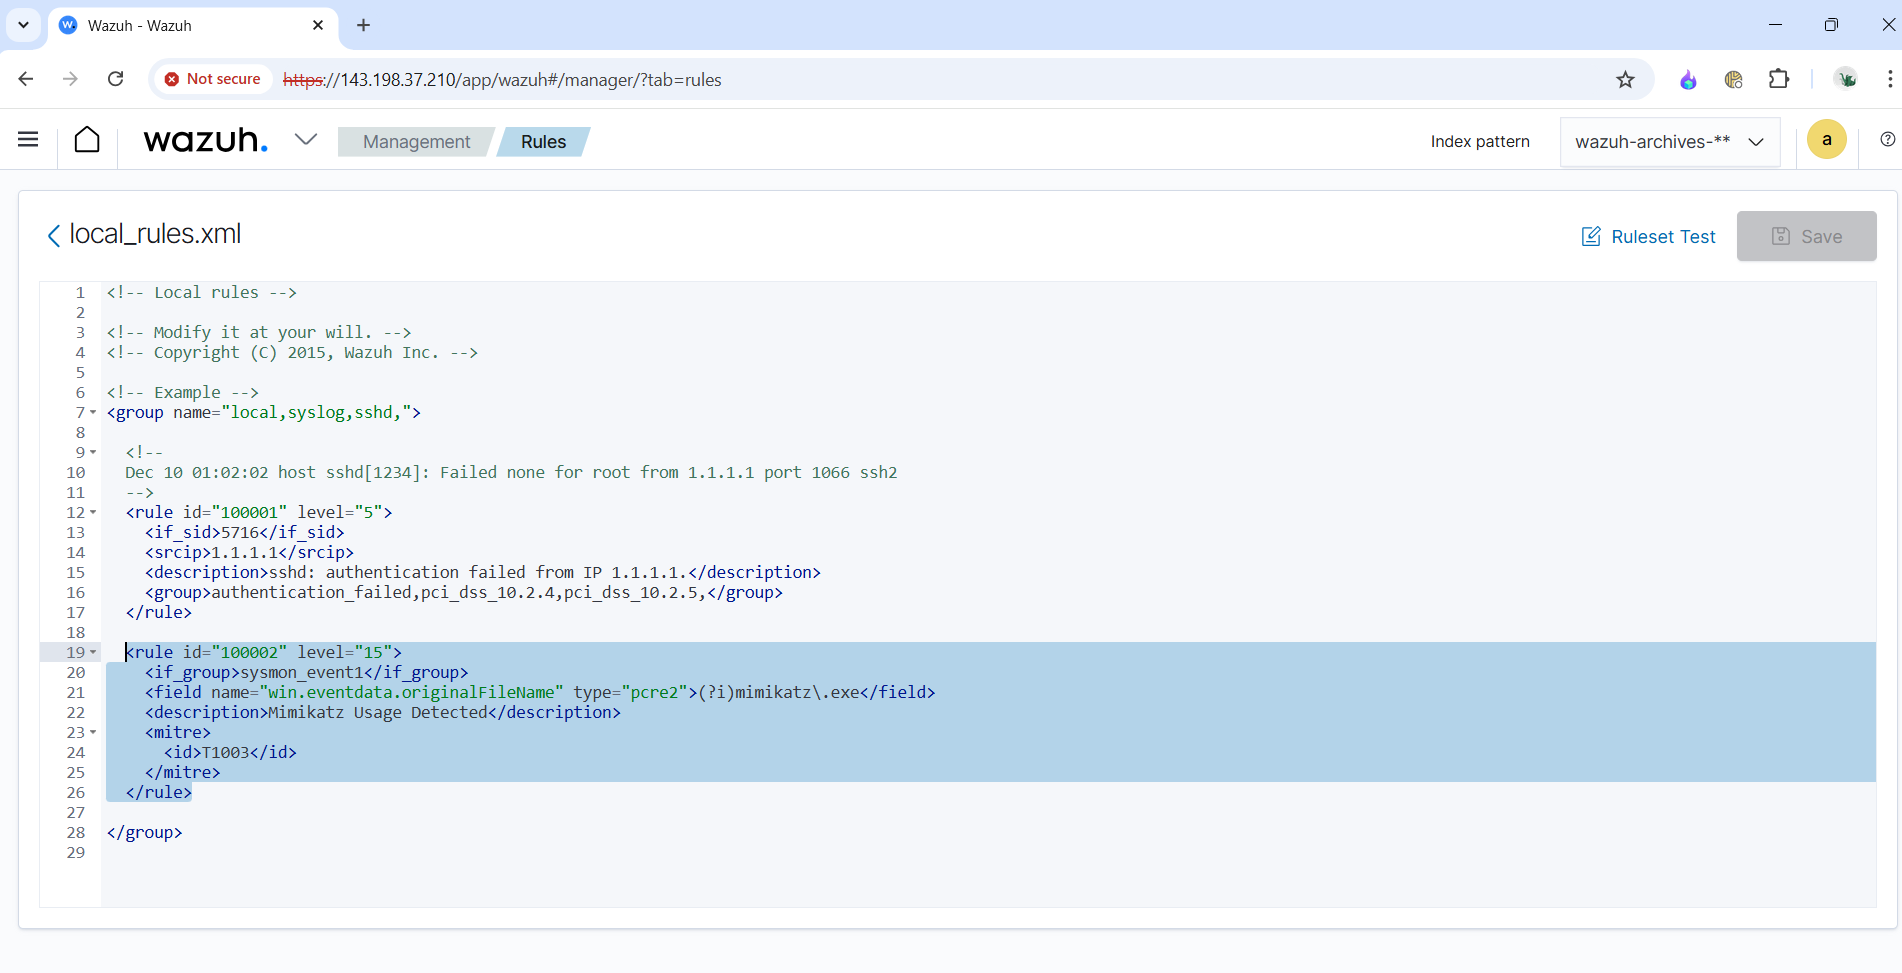 Wazuh - Wazuh
Not secure https://143.198.37.210/app/wazuh#/manager/?tab=rules
wazuh. Management Rules Index pattern wazuh-archives-** a
local_rules.xml Ruleset Test Save
1 <!-- Local rules -->
2
3 <!-- Modify it at your will. -->
4 <!-- Copyright (C) 2015, Wazuh Inc. -->
5
6 <!-- Example -->
7 <group name="local,syslog,sshd,">
8
9 <!--
10 Dec 10 01:02:02 host sshd[1234]: Failed none for root from 1.1.1.1 port 1066 ssh2
11 -->
12 <rule id="100001" level="5">
13 <if_sid>5716</if_sid>
14 <srcip>1.1.1.1</srcip>
15 <description>sshd: authentication failed from IP 1.1.1.1.</description>
16 <group>authentication_failed,pci_dss_10.2.4,pci_dss_10.2.5,</group>
17 </rule>
18
19 <rule id="100002" level="15">
20 <if_group>sysmon_event1</if_group>
21 <field name="win.eventdata.originalFileName" type="pcre2">(?i)mimikatz\.exe</field>
22 <description>Mimikatz Usage Detected</description>
23 <mitre>
24 <id>T1003</id>
25 </mitre>
26 </rule>
27
28 </group>
29